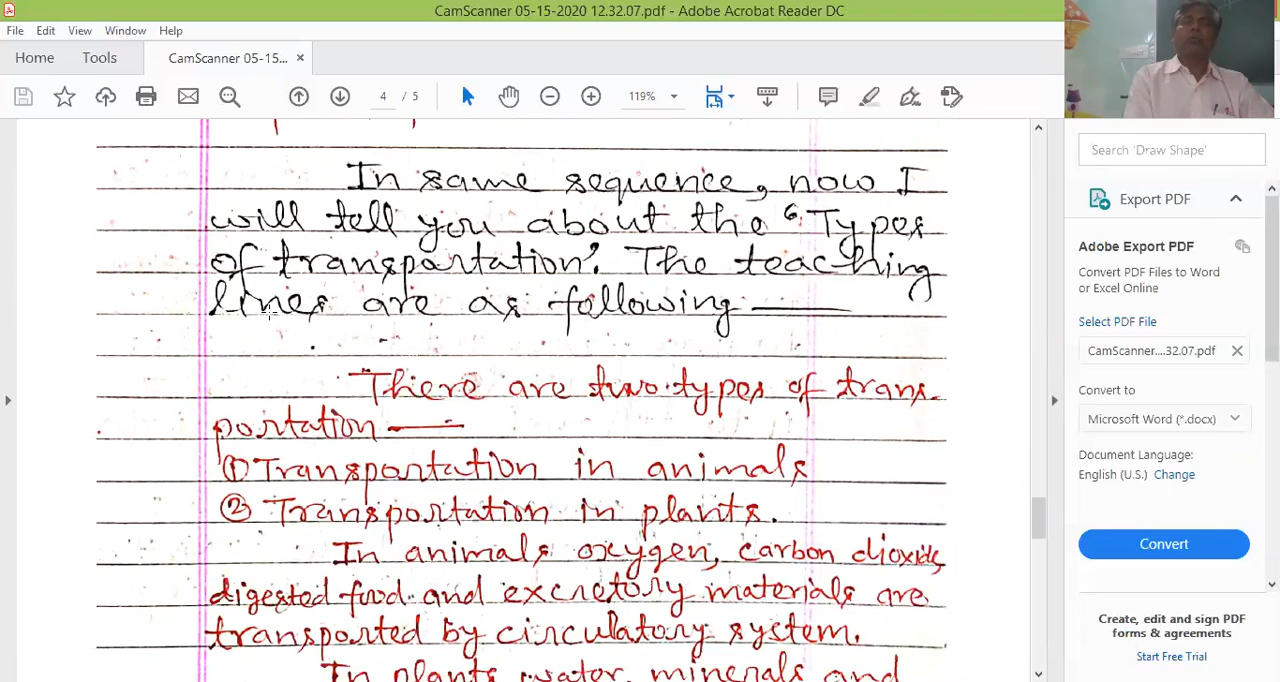 CamScanner 05-15-2020 12.32.07.pdf - Adobe Acrobat Reader DC
File Edit View Window Help
Home Tools CamScanner 05-15... ×
4 / 5 119%
In same sequence, now I
will tell you about the ‘Types
of transportation’. The teaching
lines are as following —
There are two types of trans-
portation —
① Transportation in animals
② Transportation in plants.
In animals oxygen, carbon dioxide,
digested food and excretory materials are
transported by circulatory system.
In plants water, minerals and
Search 'Draw Shape'
Export PDF
Adobe Export PDF
Convert PDF Files to Word
or Excel Online
Select PDF File
CamScanner....32.07.pdf ×
Convert to
Microsoft Word (*.docx)
Document Language:
English (U.S.) Change
Convert
Create, edit and sign PDF
forms & agreements
Start Free Trial